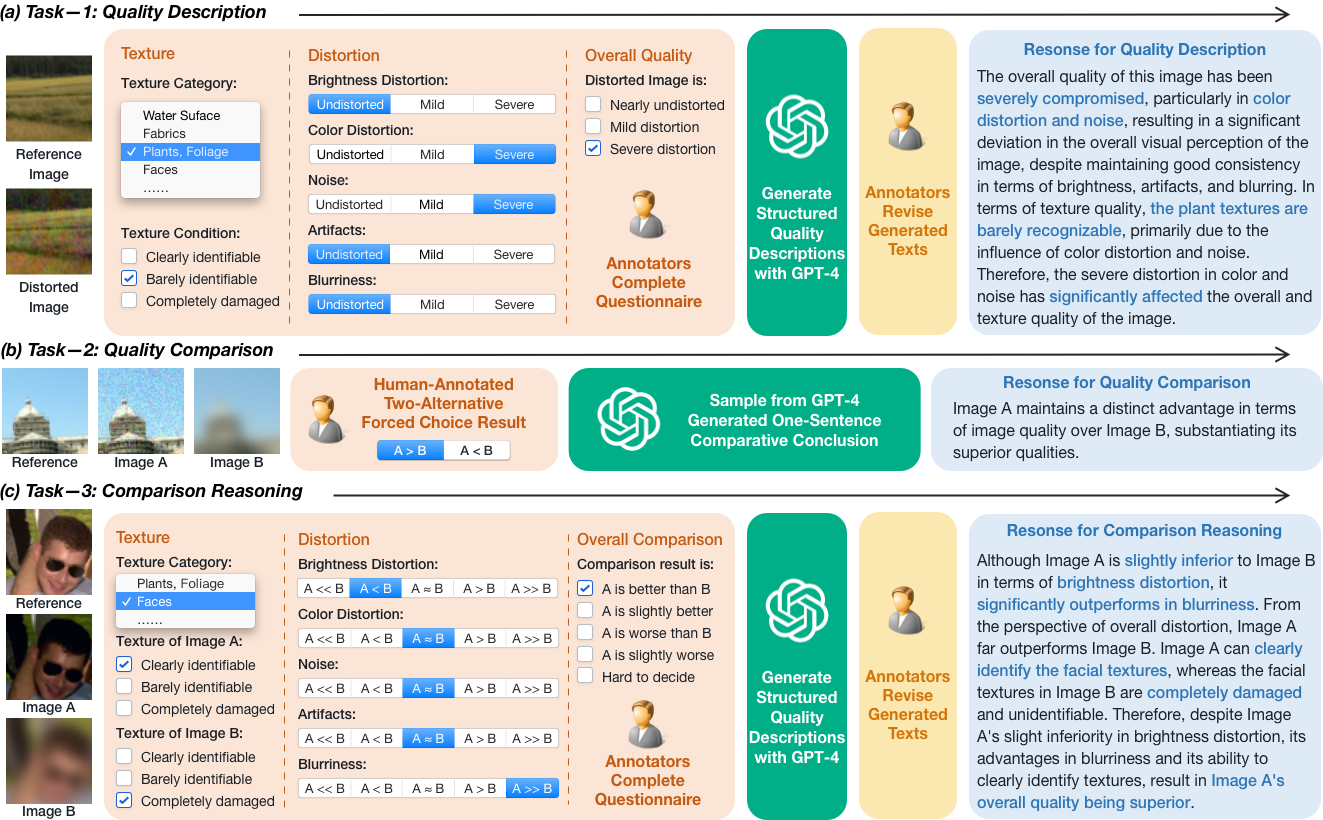 (a) Task—1: Quality Description
Reference
Image
Distorted
Image
Texture
Texture Category:
Water Suface
Fabrics
✓ Plants, Foliage
Faces
......
Texture Condition:
Clearly identifiable
Barely identifiable
Completely damaged
Distortion
Brightness Distortion:
Undistorted Mild Severe
Color Distortion:
Undistorted Mild Severe
Noise:
Undistorted Mild Severe
Artifacts:
Undistorted Mild Severe
Blurriness:
Undistorted Mild Severe
Overall Quality
Distorted Image is:
Nearly undistorted
Mild distortion
Severe distortion
Annotators
Complete
Questionnaire
Generate
Structured
Quality
Descriptions
with GPT-4
Annotators
Revise
Generated
Texts
Resonse for Quality Description
The overall quality of this image has been
severely compromised, particularly in color
distortion and noise, resulting in a significant
deviation in the overall visual perception of the
image, despite maintaining good consistency
in terms of brightness, artifacts, and blurring. In
terms of texture quality, the plant textures are
barely recognizable, primarily due to the
influence of color distortion and noise.
Therefore, the severe distortion in color and
noise has significantly affected the overall and
texture quality of the image.
(b) Task—2: Quality Comparison
Reference
Image A
Image B
Human-Annotated
Two-Alternative
Forced Choice Result
A > B A < B
Sample from GPT-4
Generated One-Sentence
Comparative Conclusion
Resonse for Quality Comparison
Image A maintains a distinct advantage in terms
of image quality over Image B, substantiating its
superior qualities.
(c) Task—3: Comparison Reasoning
Reference
Image A
Image B
Texture
Texture Category:
Plants, Foliage
✓ Faces
......
Texture of Image A:
Clearly identifiable
Barely identifiable
Completely damaged
Texture of Image B:
Clearly identifiable
Barely identifiable
Completely damaged
Distortion
Brightness Distortion:
A << B A < B A ≈ B A > B A >> B
Color Distortion:
A << B A < B A ≈ B A > B A >> B
Noise:
A << B A < B A ≈ B A > B A >> B
Artifacts:
A << B A < B A ≈ B A > B A >> B
Blurriness:
A << B A < B A ≈ B A > B A >> B
Overall Comparison
Comparison result is:
A is better than B
A is slightly better
A is worse than B
A is slightly worse
Hard to decide
Annotators
Complete
Questionnaire
Generate
Structured
Quality
Descriptions
with GPT-4
Annotators
Revise
Generated
Texts
Resonse for Comparison Reasoning
Although Image A is slightly inferior to Image B
in terms of brightness distortion, it
significantly outperforms in blurriness. From
the perspective of overall distortion, Image A
far outperforms Image B. Image A can clearly
identify the facial textures, whereas the facial
textures in Image B are completely damaged
and unidentifiable. Therefore, despite Image
A's slight inferiority in brightness distortion, its
advantages in blurriness and its ability to
clearly identify textures, result in Image A's
overall quality being superior.